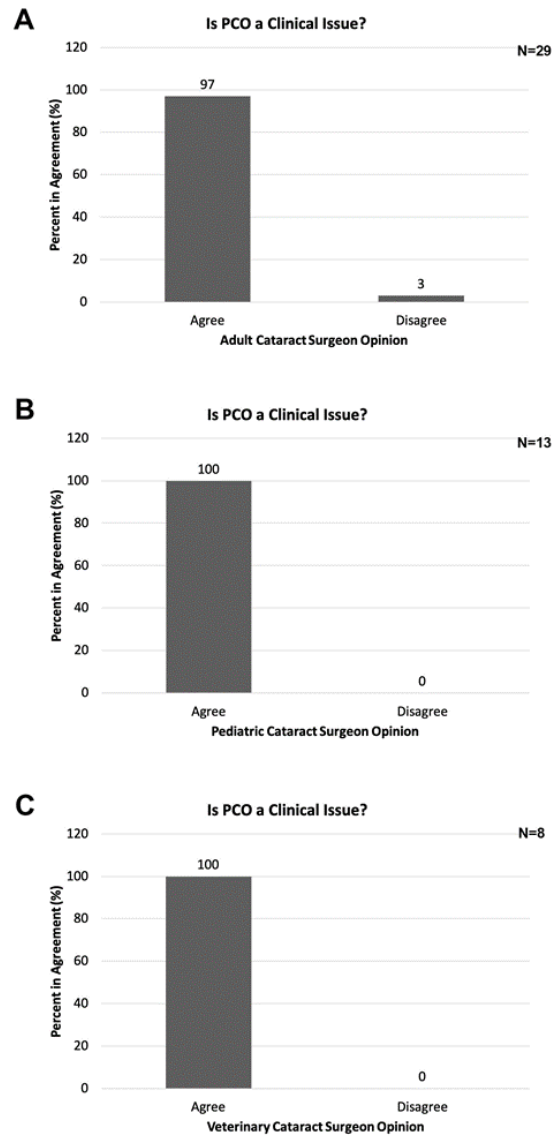 A
Is PCO a Clinical Issue?
N=29
120
100
80
60
40
20
0
97
3
Percent in Agreement (%)
Agree
Disagree
Adult Cataract Surgeon Opinion
B
Is PCO a Clinical Issue?
N=13
120
100
80
60
40
20
0
100
0
Percent in Agreement (%)
Agree
Disagree
Pediatric Cataract Surgeon Opinion
C
Is PCO a Clinical Issue?
N=8
120
100
80
60
40
20
0
100
0
Percent in Agreement (%)
Agree
Disagree
Veterinary Cataract Surgeon Opinion